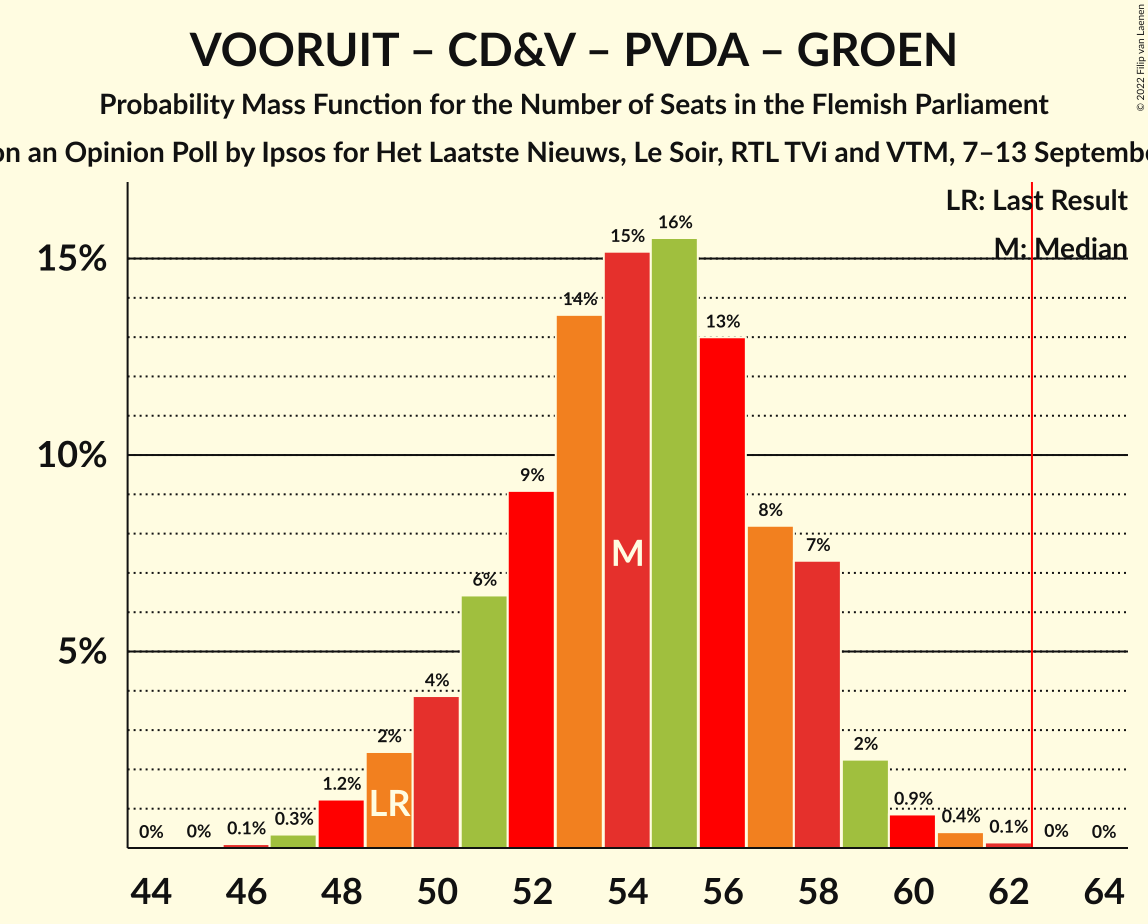 VOORUIT – CD&V – PVDA – GROEN
Probability Mass Function for the Number of Seats in the Flemish Parliament
on an Opinion Poll by Ipsos for Het Laatste Nieuws, Le Soir, RTL TVi and VTM, 7–13 Septembe
© 2022 Filip van Laenen
LR: Last Result
M: Median
15%
10%
5%
0%
0%
0.1%
0.3%
1.2%
2%
4%
6%
9%
14%
15%
16%
13%
8%
7%
2%
0.9%
0.4%
0.1%
0%
0%
LR
M
44 46 48 50 52 54 56 58 60 62 64